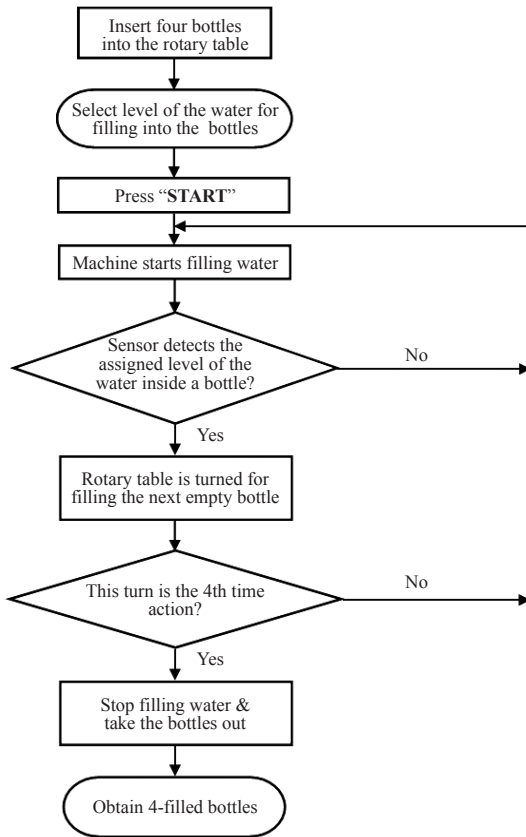 Insert four bottles
into the rotary table
Select level of the water for
filling into the bottles
Press “START”
Machine starts filling water
Sensor detects the
assigned level of the
water inside a bottle?
No
Yes
Rotary table is turned for
filling the next empty bottle
This turn is the 4th time
action?
No
Yes
Stop filling water &
take the bottles out
Obtain 4-filled bottles